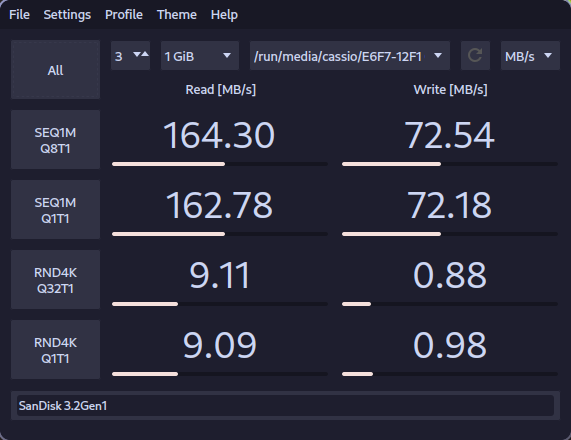 File Settings Profile Theme Help
All 3 1 GiB /run/media/cassio/E6F7-12F1 MB/s
Read [MB/s] Write [MB/s]
SEQ1M
Q8T1
164.30 72.54
SEQ1M
Q1T1
162.78 72.18
RND4K
Q32T1
9.11 0.88
RND4K
Q1T1
9.09 0.98
SanDisk 3.2Gen1